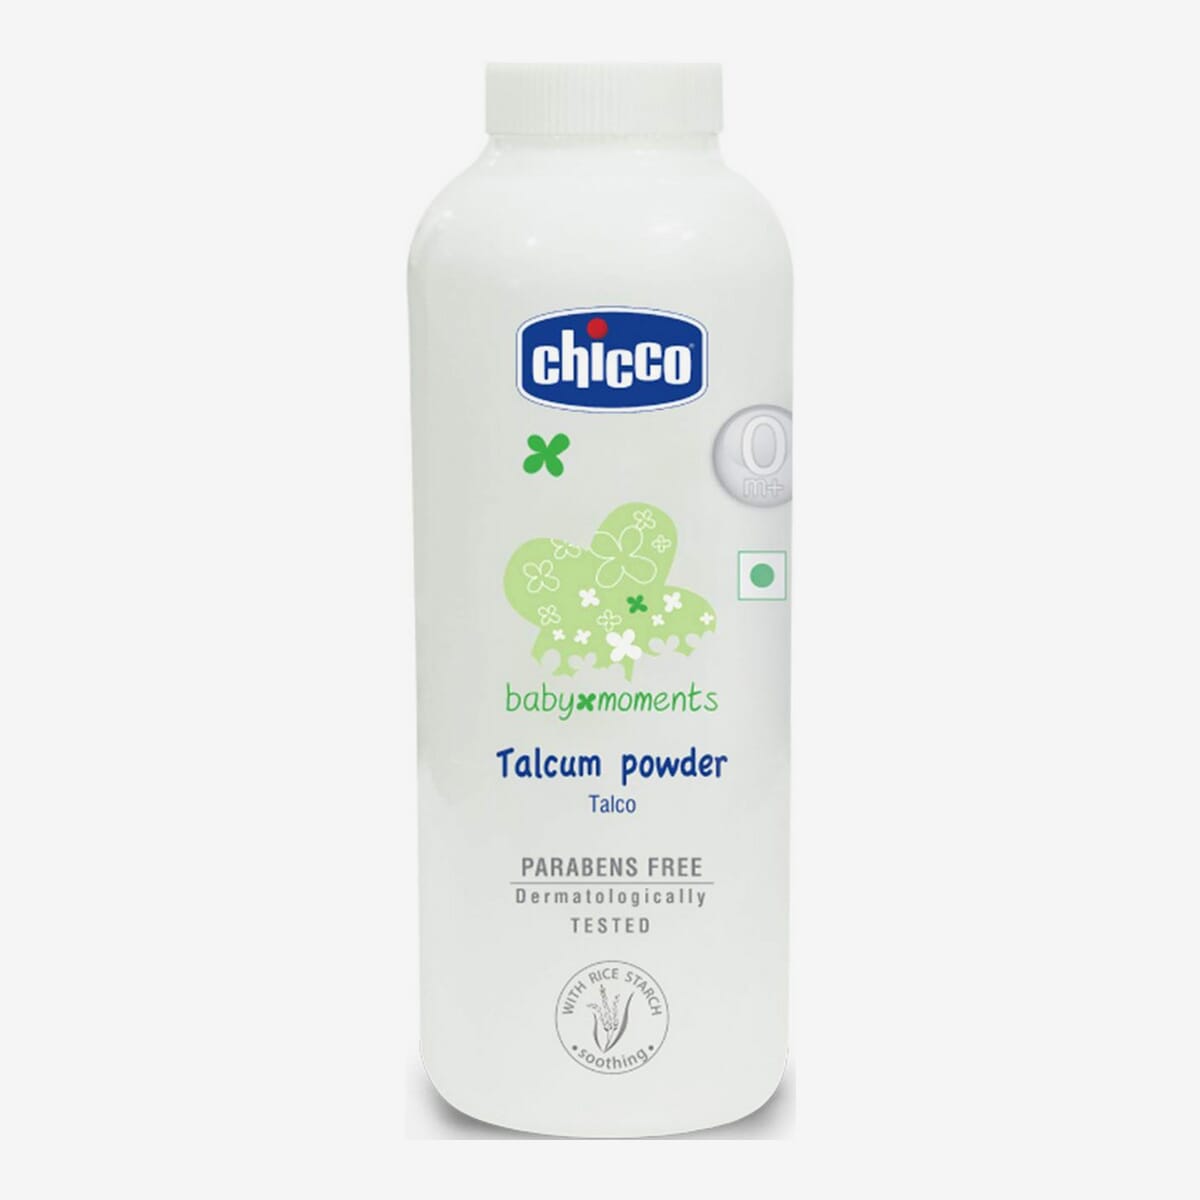 chicco
0
m+
baby moments
Talcum powder
Talco
PARABENS FREE
Dermatologically
TESTED
WITH RICE STARCH
soothing